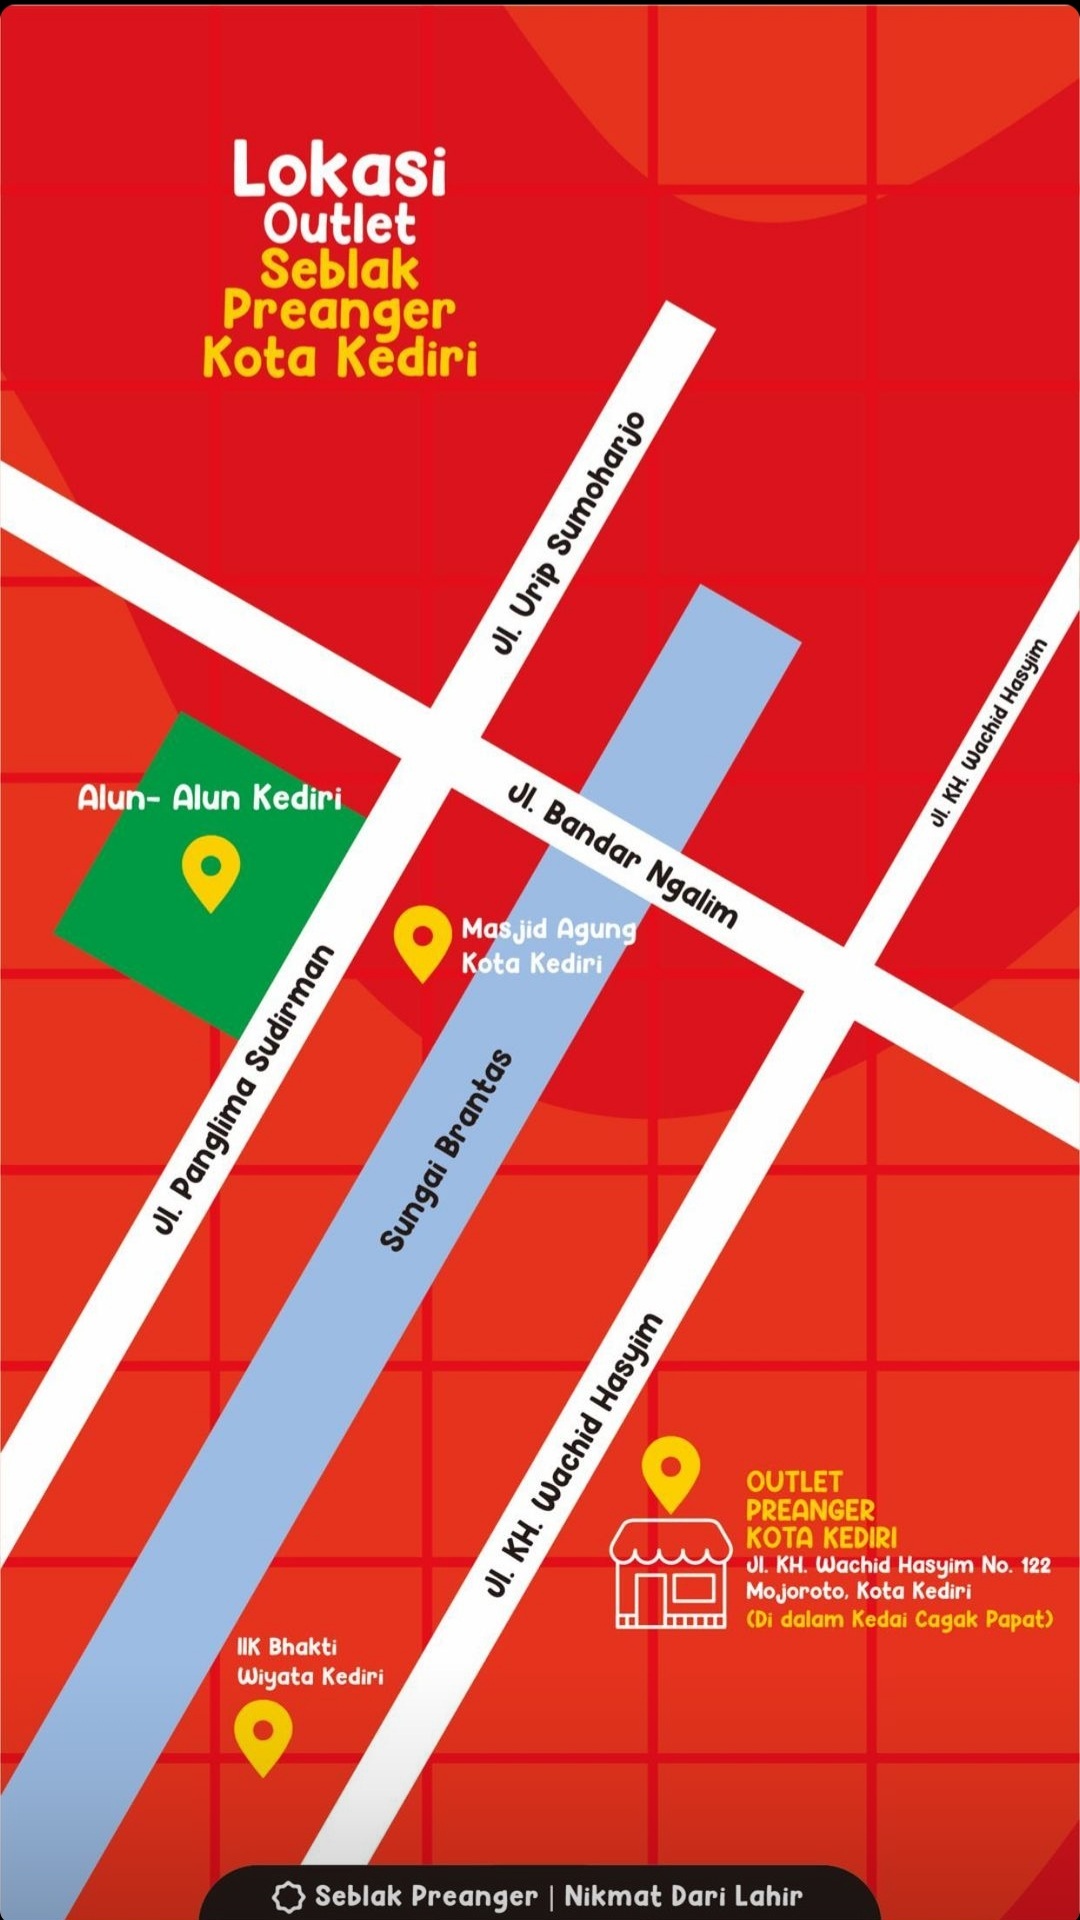 Lokasi
Outlet
Seblak
Preanger
Kota Kediri
Jl. Urip Sumoharjo
Jl. KH. Wachid Hasyim
Alun- Alun Kediri
Jl. Bandar Ngalim
Masjid Agung
Kota Kediri
Jl. Panglima Sudirman
Sungai Brantas
Jl. KH. Wachid Hasyim
OUTLET
PREANGER
KOTA KEDIRI
Jl. KH. Wachid Hasyim No. 122
Mojoroto, Kota Kediri
(Di dalam Kedai Cagak Papat)
IIK Bhakti
Wiyata Kediri
Seblak Preanger | Nikmat Dari Lahir